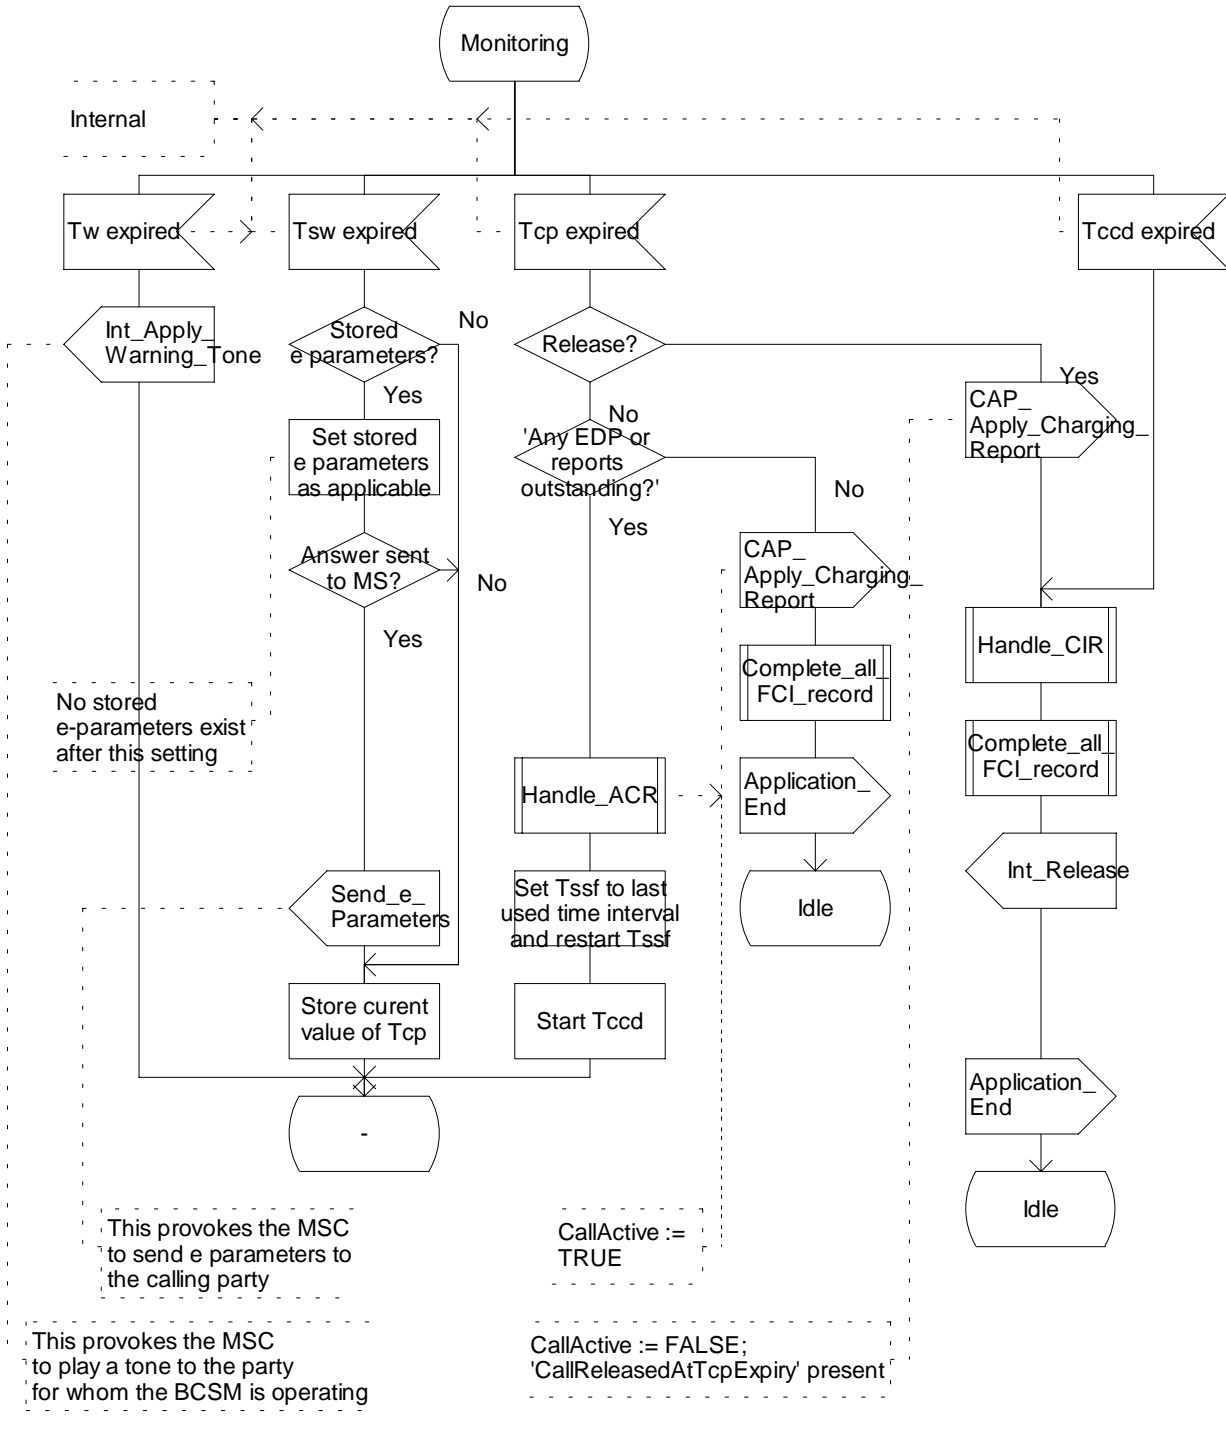 Monitoring
Internal
Tw expired
Tsw expired
Tcp expired
Tccd expired
Int_Apply_
Warning_Tone
Stored
e parameters?
No
Yes
Release?
No
Yes
CAP_
Apply_Charging_
Report
Set stored
e parameters
as applicable
'Any EDP or
reports
outstanding?'
No
Yes
Answer sent
to MS?
No
Yes
CAP_
Apply_Charging_
Report
Handle_CIR
Complete_all_
FCI_record
No stored
e-parameters exist
after this setting
Complete_all_
FCI_record
Handle_ACR
Application_
End
Int_Release
Send_e_
Parameters
Set Tssf to last
used time interval
and restart Tssf
Idle
Store curent
value of Tcp
Start Tccd
Application_
End
-
Idle
This provokes the MSC
to send e parameters to
the calling party
CallActive :=
TRUE
This provokes the MSC
to play a tone to the party
for whom the BCSM is operating
CallActive := FALSE;
'CallReleasedAtTcpExpiry' present